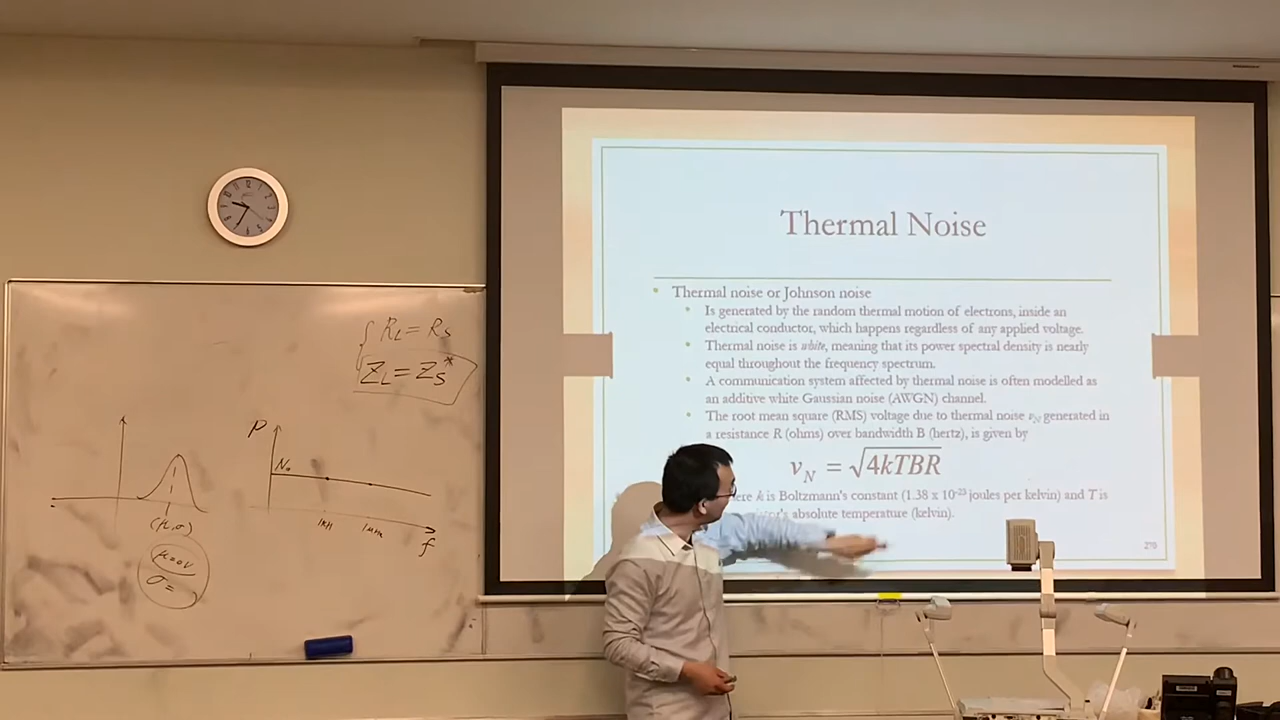 Thermal Noise
Thermal noise or Johnson noise
Is generated by the random thermal motion of electrons, inside an
electrical conductor, which happens regardless of any applied voltage.
Thermal noise is white, meaning that its power spectral density is nearly
equal throughout the frequency spectrum.
A communication system affected by thermal noise is often modelled as
an additive white Gaussian noise (AWGN) channel.
The root mean square (RMS) voltage due to thermal noise vN generated in
a resistance R (ohms) over bandwidth B (hertz), is given by
vN = √4kTBR
k is Boltzmann's constant (1.38 x 10⁻²³ joules per kelvin) and T is
absolute temperature (kelvin).
RL = RS
ZL = ZS*
P
N₀
f
(μ, σ)
μ=0V
σ=